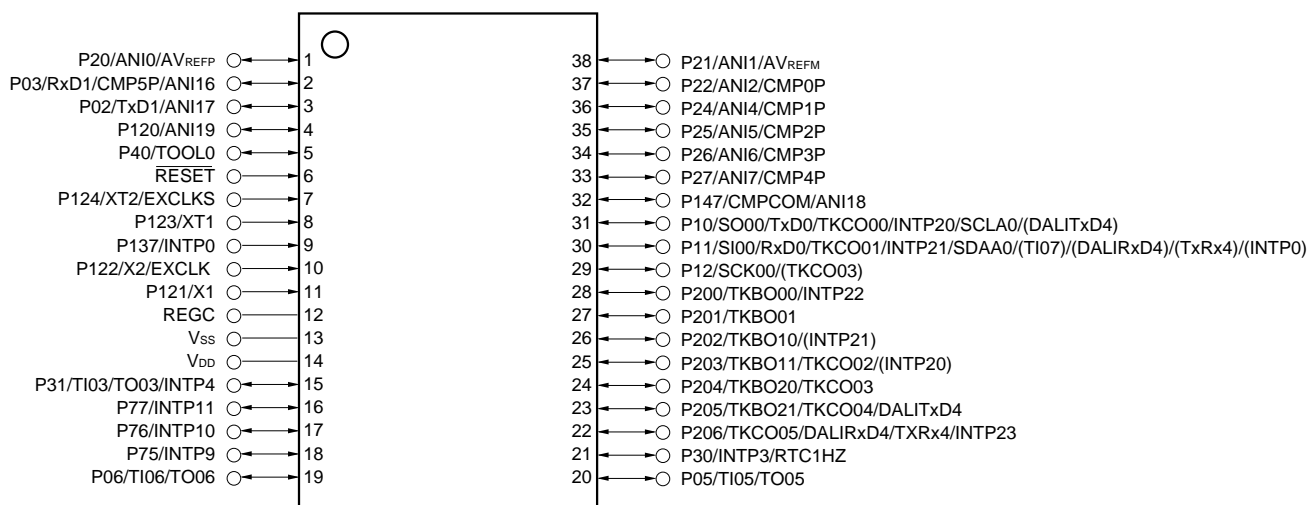 P20/ANI0/AVREFP 1
P03/RxD1/CMP5P/ANI16 2
P02/TxD1/ANI17 3
P120/ANI19 4
P40/TOOL0 5
RESET 6
P124/XT2/EXCLKS 7
P123/XT1 8
P137/INTP0 9
P122/X2/EXCLK 10
P121/X1 11
REGC 12
VSS 13
VDD 14
P31/TI03/TO03/INTP4 15
P77/INTP11 16
P76/INTP10 17
P75/INTP9 18
P06/TI06/TO06 19
38 P21/ANI1/AVREFM
37 P22/ANI2/CMP0P
36 P24/ANI4/CMP1P
35 P25/ANI5/CMP2P
34 P26/ANI6/CMP3P
33 P27/ANI7/CMP4P
32 P147/CMPCOM/ANI18
31 P10/SO00/TxD0/TKCO00/INTP20/SCLA0/(DALITxD4)
30 P11/SI00/RxD0/TKCO01/INTP21/SDAA0/(TI07)/(DALIRxD4)/(TxRx4)/(INTP0)
29 P12/SCK00/(TKCO03)
28 P200/TKBO00/INTP22
27 P201/TKBO01
26 P202/TKBO10/(INTP21)
25 P203/TKBO11/TKCO02/(INTP20)
24 P204/TKBO20/TKCO03
23 P205/TKBO21/TKCO04/DALITxD4
22 P206/TKCO05/DALIRxD4/TXRx4/INTP23
21 P30/INTP3/RTC1HZ
20 P05/TI05/TO05